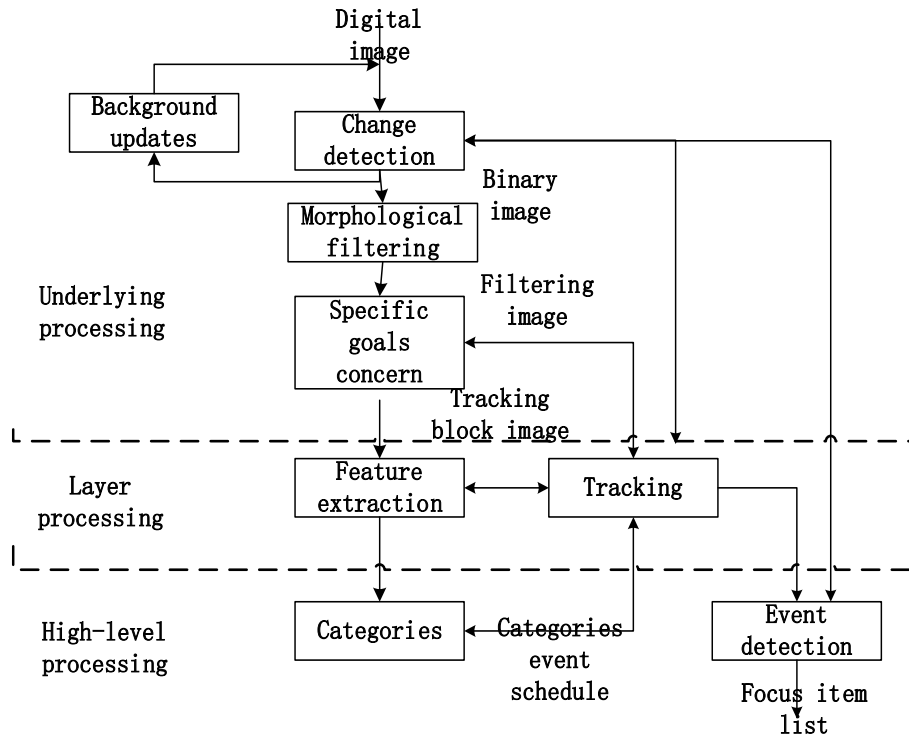 Digital
image
Background
updates
Change
detection
Binary
image
Morphological
filtering
Underlying
processing
Filtering
image
Specific
goals
concern
Tracking
block image
Layer
processing
Feature
extraction
Tracking
High-level
processing
Categories
Categories
event
schedule
Event
detection
Focus item
list